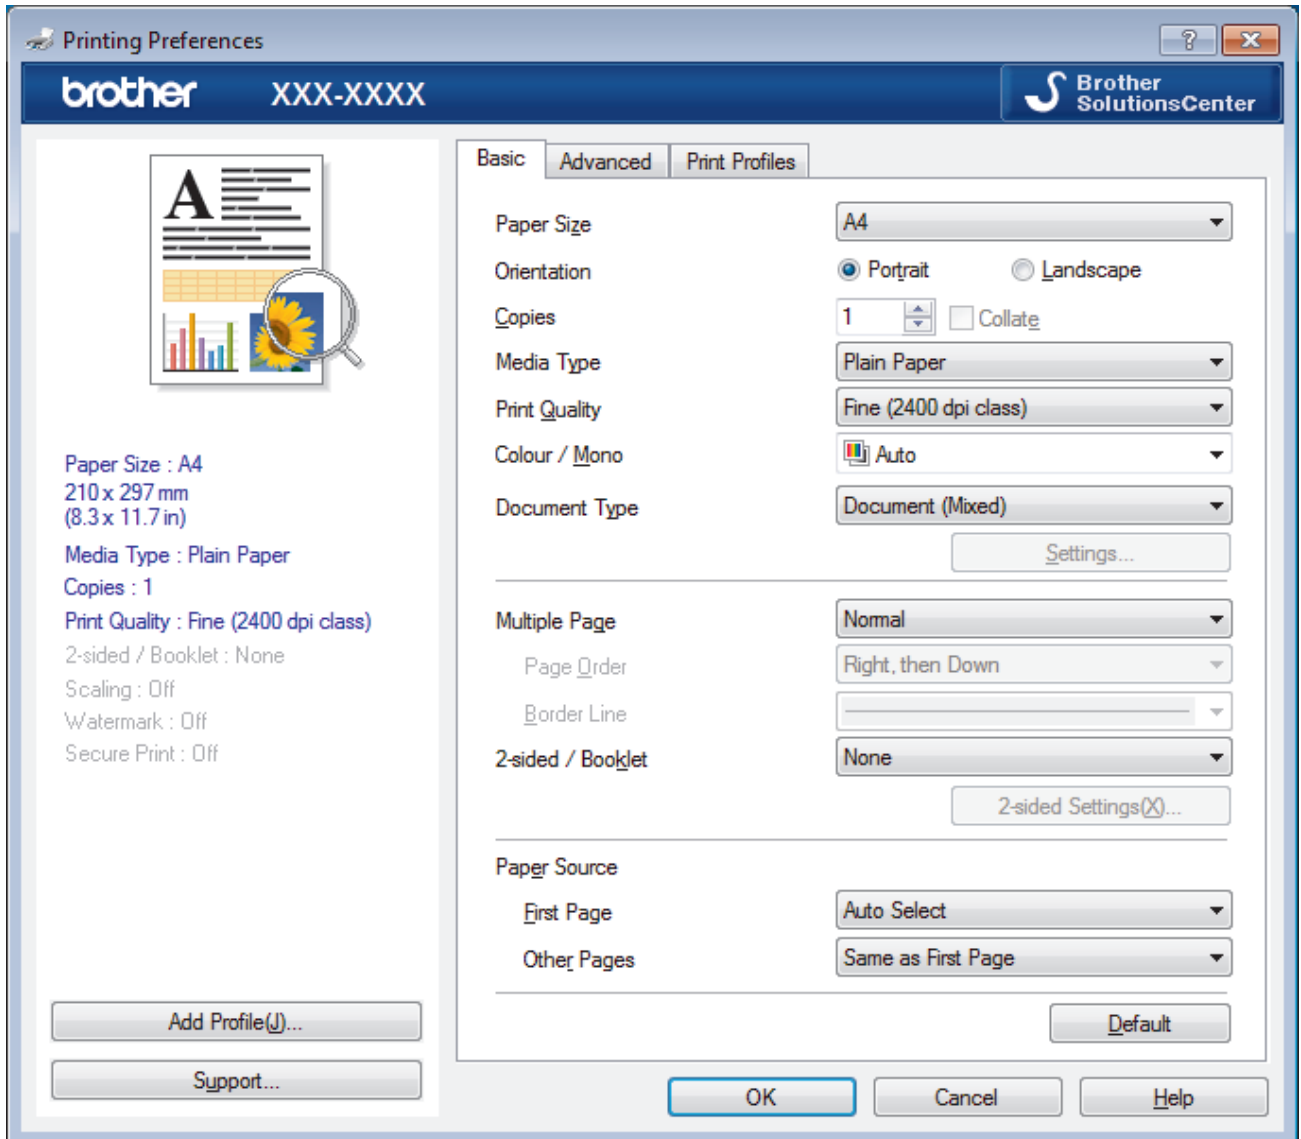 Printing Preferences
brother XXX-XXXX
Brother
SolutionsCenter
A
Paper Size : A4
210 x 297 mm
(8.3 x 11.7 in)
Media Type : Plain Paper
Copies : 1
Print Quality : Fine (2400 dpi class)
2-sided / Booklet : None
Scaling : Off
Watermark : Off
Secure Print : Off
Add Profile(J)...
Support...
Basic Advanced Print Profiles
Paper Size A4
Orientation Portrait Landscape
Copies 1 Collate
Media Type Plain Paper
Print Quality Fine (2400 dpi class)
Colour / Mono Auto
Document Type Document (Mixed)
Settings...
Multiple Page Normal
Page Order Right, then Down
Border Line
2-sided / Booklet None
2-sided Settings(X)...
Paper Source
First Page Auto Select
Other Pages Same as First Page
Default
OK Cancel Help